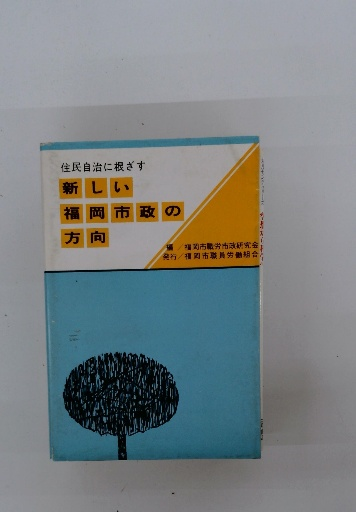 住民自治に根ざす
新しい
福岡市政の
方向
編／福岡市職労市政研究会
発行／福岡市職員労働組合